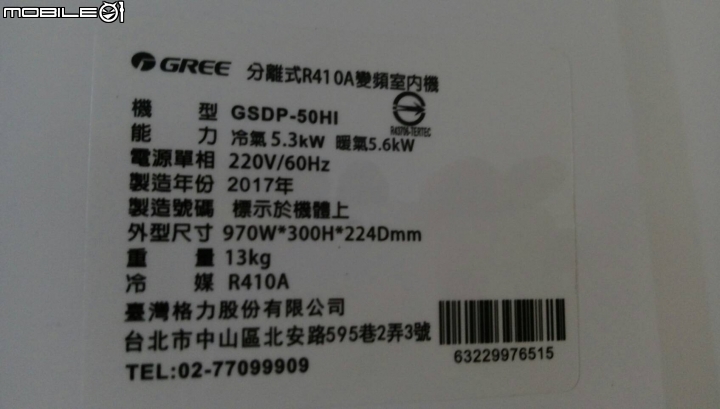 MOBILE01
GREE 分離式R410A變頻室內機
機 型 GSDP-50HI
能 力 冷氣 5.3kW 暖氣5.6kW
R43706-TERTEC
電源單相 220V/60Hz
製造年份 2017年
製造號碼 標示於機體上
外型尺寸 970W*300H*224Dmm
重 量 13kg
冷 媒 R410A
臺灣格力股份有限公司
台北市中山區北安路595巷2弄3號
TEL:02-77099909
63229976515